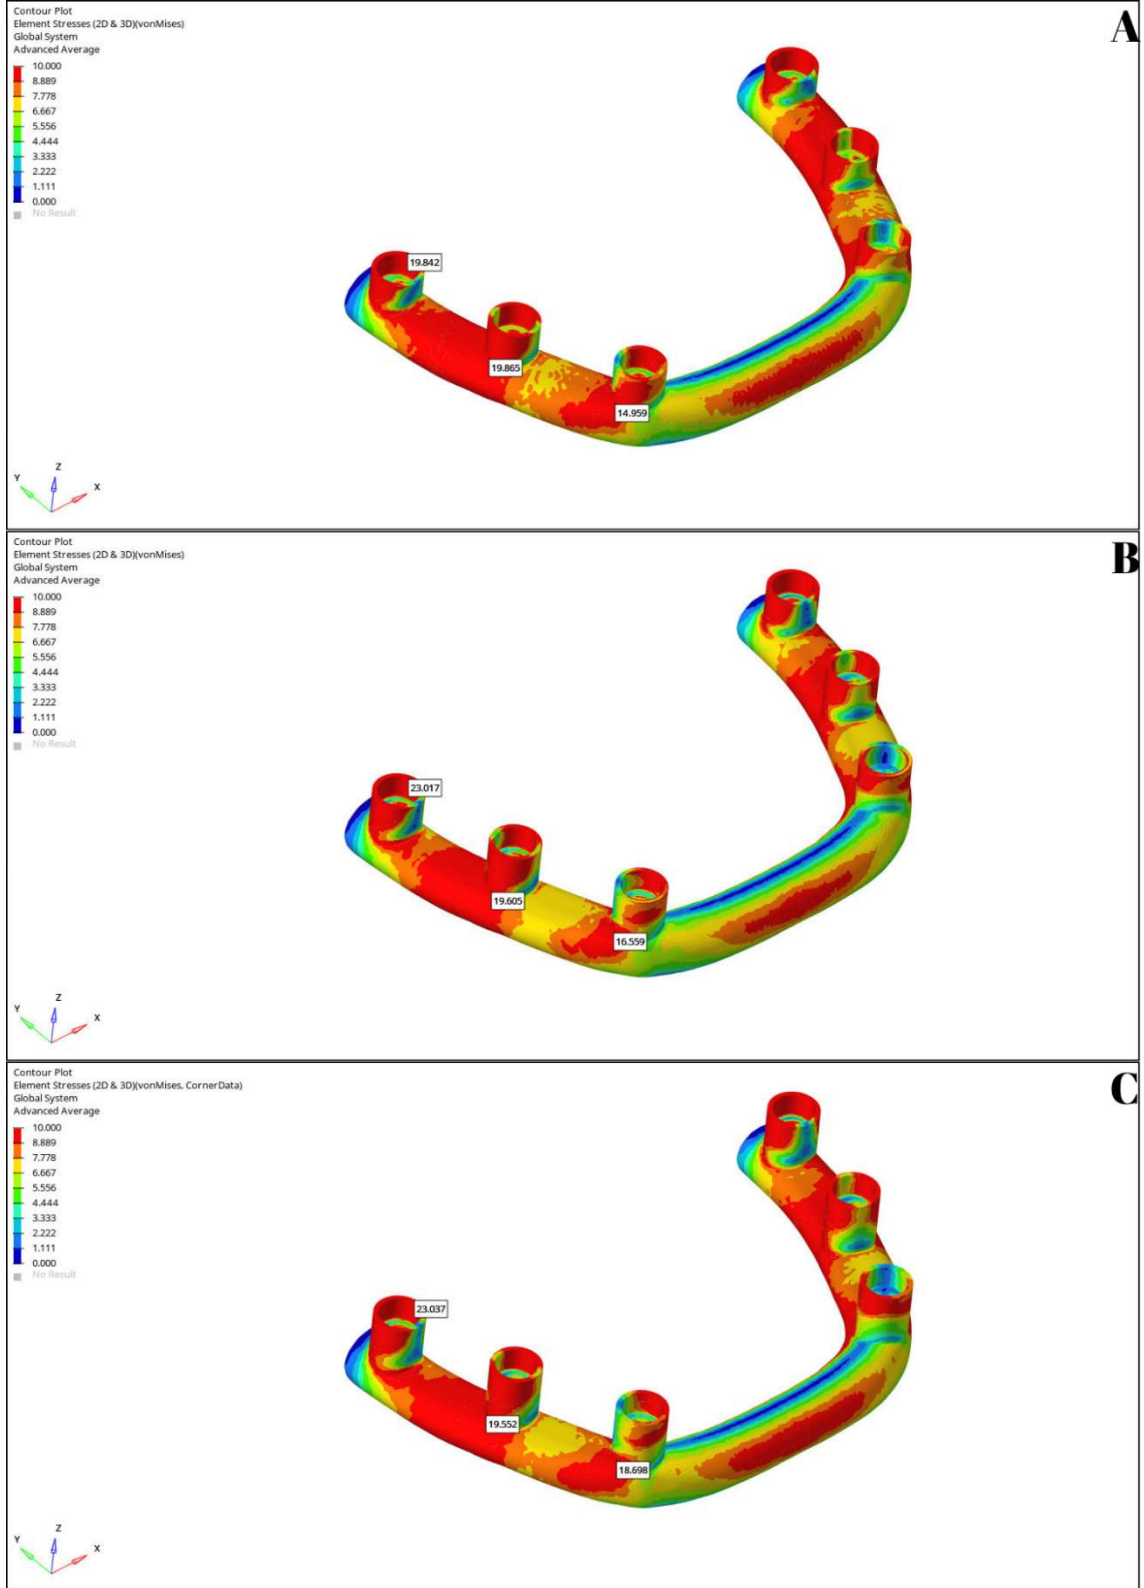 A
Contour Plot
Element Stresses (2D & 3D)(vonMises)
Global System
Advanced Average
10.000
8.889
7.778
6.667
5.556
4.444
3.333
2.222
1.111
0.000
No Result
19.842
19.865
14.959
Z
Y
X
B
Contour Plot
Element Stresses (2D & 3D)(vonMises)
Global System
Advanced Average
10.000
8.889
7.778
6.667
5.556
4.444
3.333
2.222
1.111
0.000
No Result
23.017
19.605
16.559
Z
Y
X
C
Contour Plot
Element Stresses (2D & 3D)(vonMises, CornerData)
Global System
Advanced Average
10.000
8.889
7.778
6.667
5.556
4.444
3.333
2.222
1.111
0.000
No Result
23.037
19.552
18.698
Z
Y
X